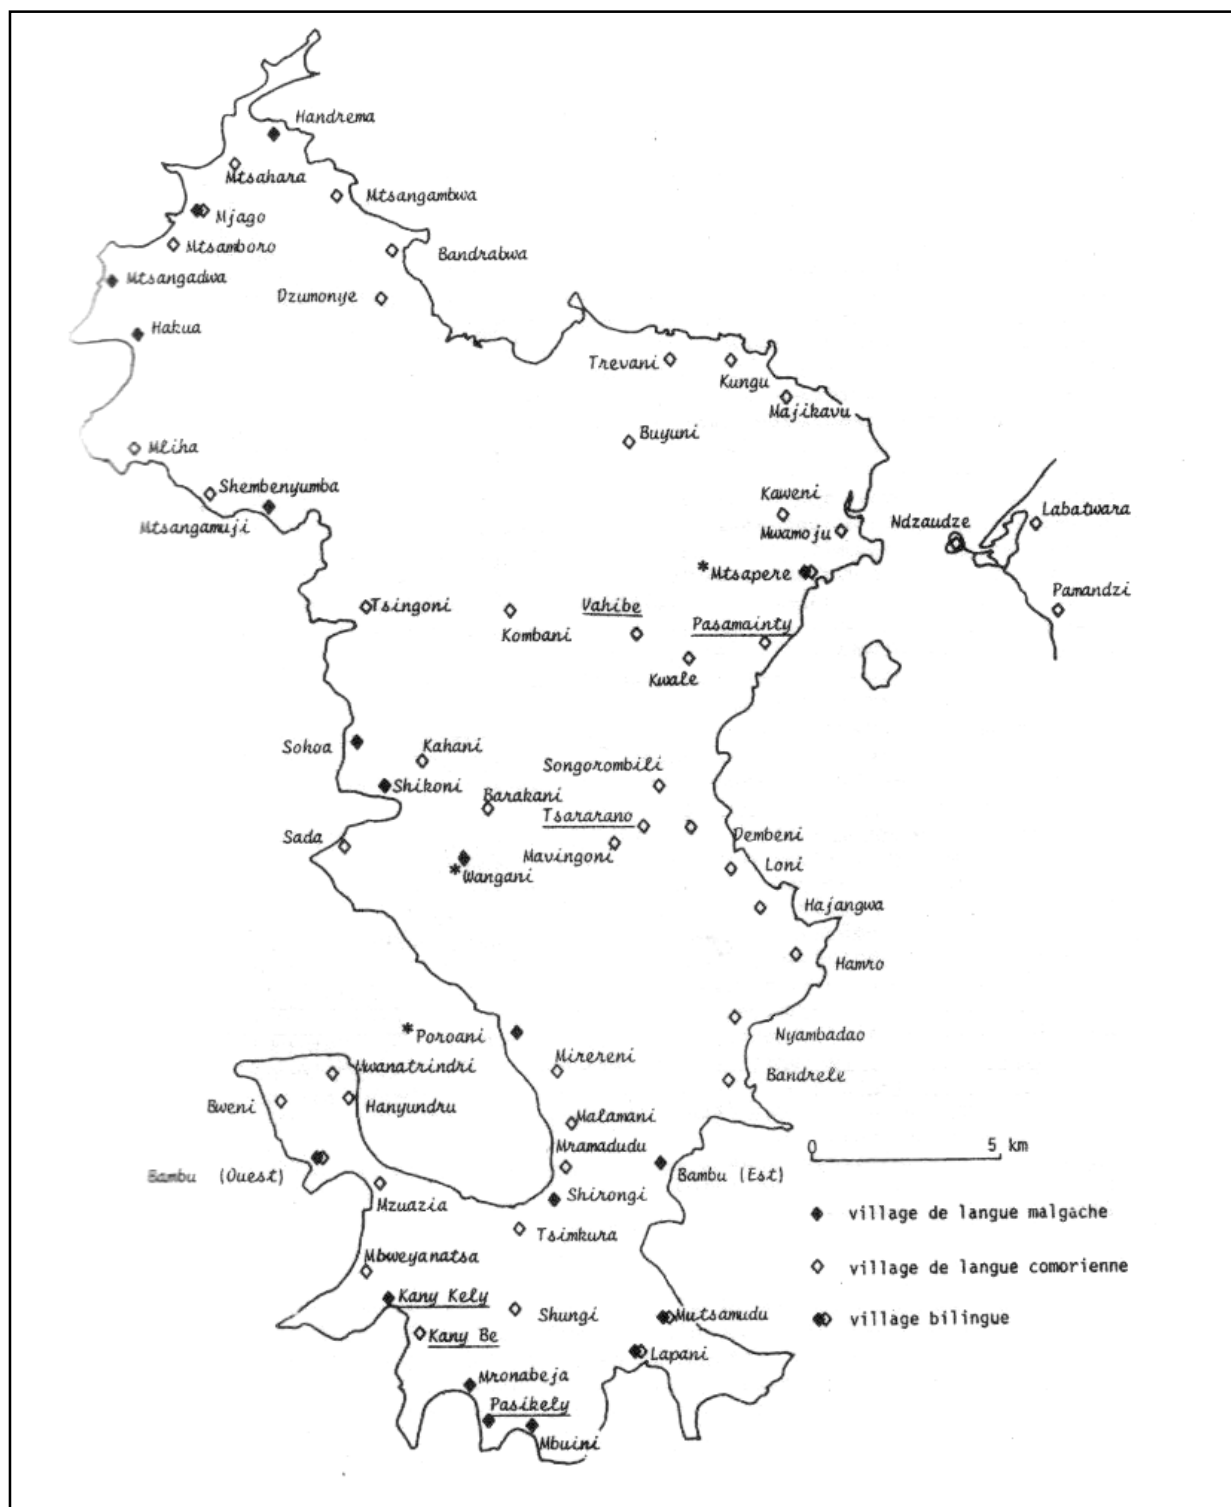 Handrema
Mtsahara
Mtsangambwa
Mjago
Mtsamboro
Bandrabwa
Mtsangadwa
Dzumonye
Hakua
Trevani
Kungu
Majikavu
Buyuni
Mliha
Shembenyumba
Kaweni
Labatwara
Mtsangamuji
Mwamoju
Ndzaudze
*Mtsapere
Pamandzi
Tsingoni
Vahibe
Kombani
Pasamainty
Kwale
Sohoa
Kahani
Songorombili
Shikoni
Barakani
Tsararano
Dembeni
Sada
Mavingoni
Loni
*Wangani
Hajangwa
Hamro
*Poroani
Nyambadao
Mirereni
Mwanatrindri
Bandrele
Bweni
Hanyundru
Malamani
Mramadudu
0 5 km
Bambu (Ouest)
Bambu (Est)
Mzuazia
Shirongi
village de langue malgache
Tsimkura
Mbweyanatsa
village de langue comorienne
Kany Kely
Shungi
Mutsamudu
village bilingue
Kany Be
Lapani
Mronabeja
Pasikely
Mbuini